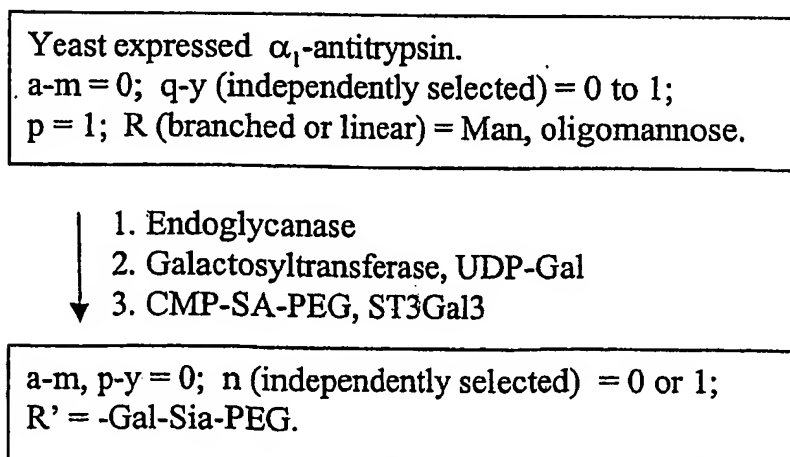 Yeast expressed α₁-antitrypsin.
a-m = 0; q-y (independently selected) = 0 to 1;
p = 1; R (branched or linear) = Man, oligomannose.
1. Endoglycanase
2. Galactosyltransferase, UDP-Gal
3. CMP-SA-PEG, ST3Gal3
a-m, p-y = 0; n (independently selected) = 0 or 1;
R' = -Gal-Sia-PEG.